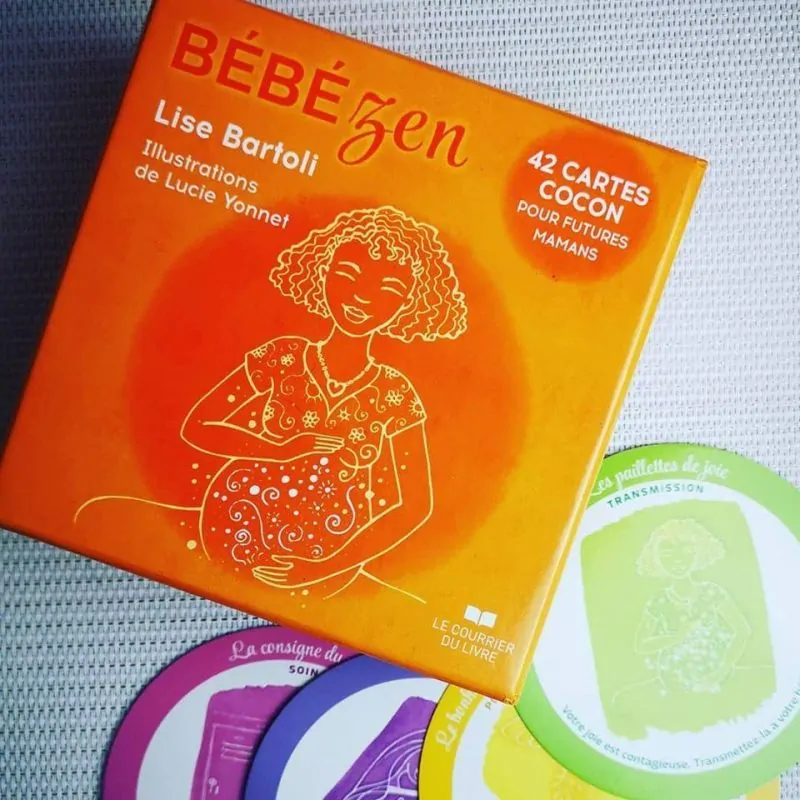 BÉBÉ zen
Lise Bartoli
Illustrations
de Lucie Yonnet
42 CARTES
COCON
POUR FUTURES
MAMANS
LE COURRIER
DU LIVRE
Les paillettes de joie
TRANSMISSION
Votre joie est contagieuse. Transmettez-la à votre
La consigne du
SOIN
Le